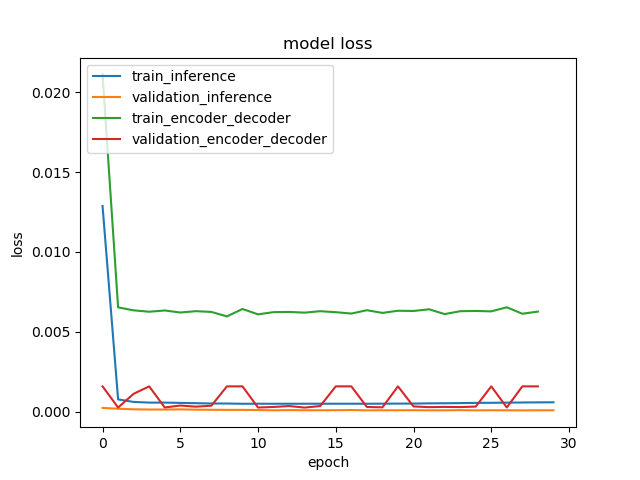 model loss
train_inference
validation_inference
train_encoder_decoder
validation_encoder_decoder
loss
0.020
0.015
0.010
0.005
0.000
0 5 10 15 20 25 30
epoch